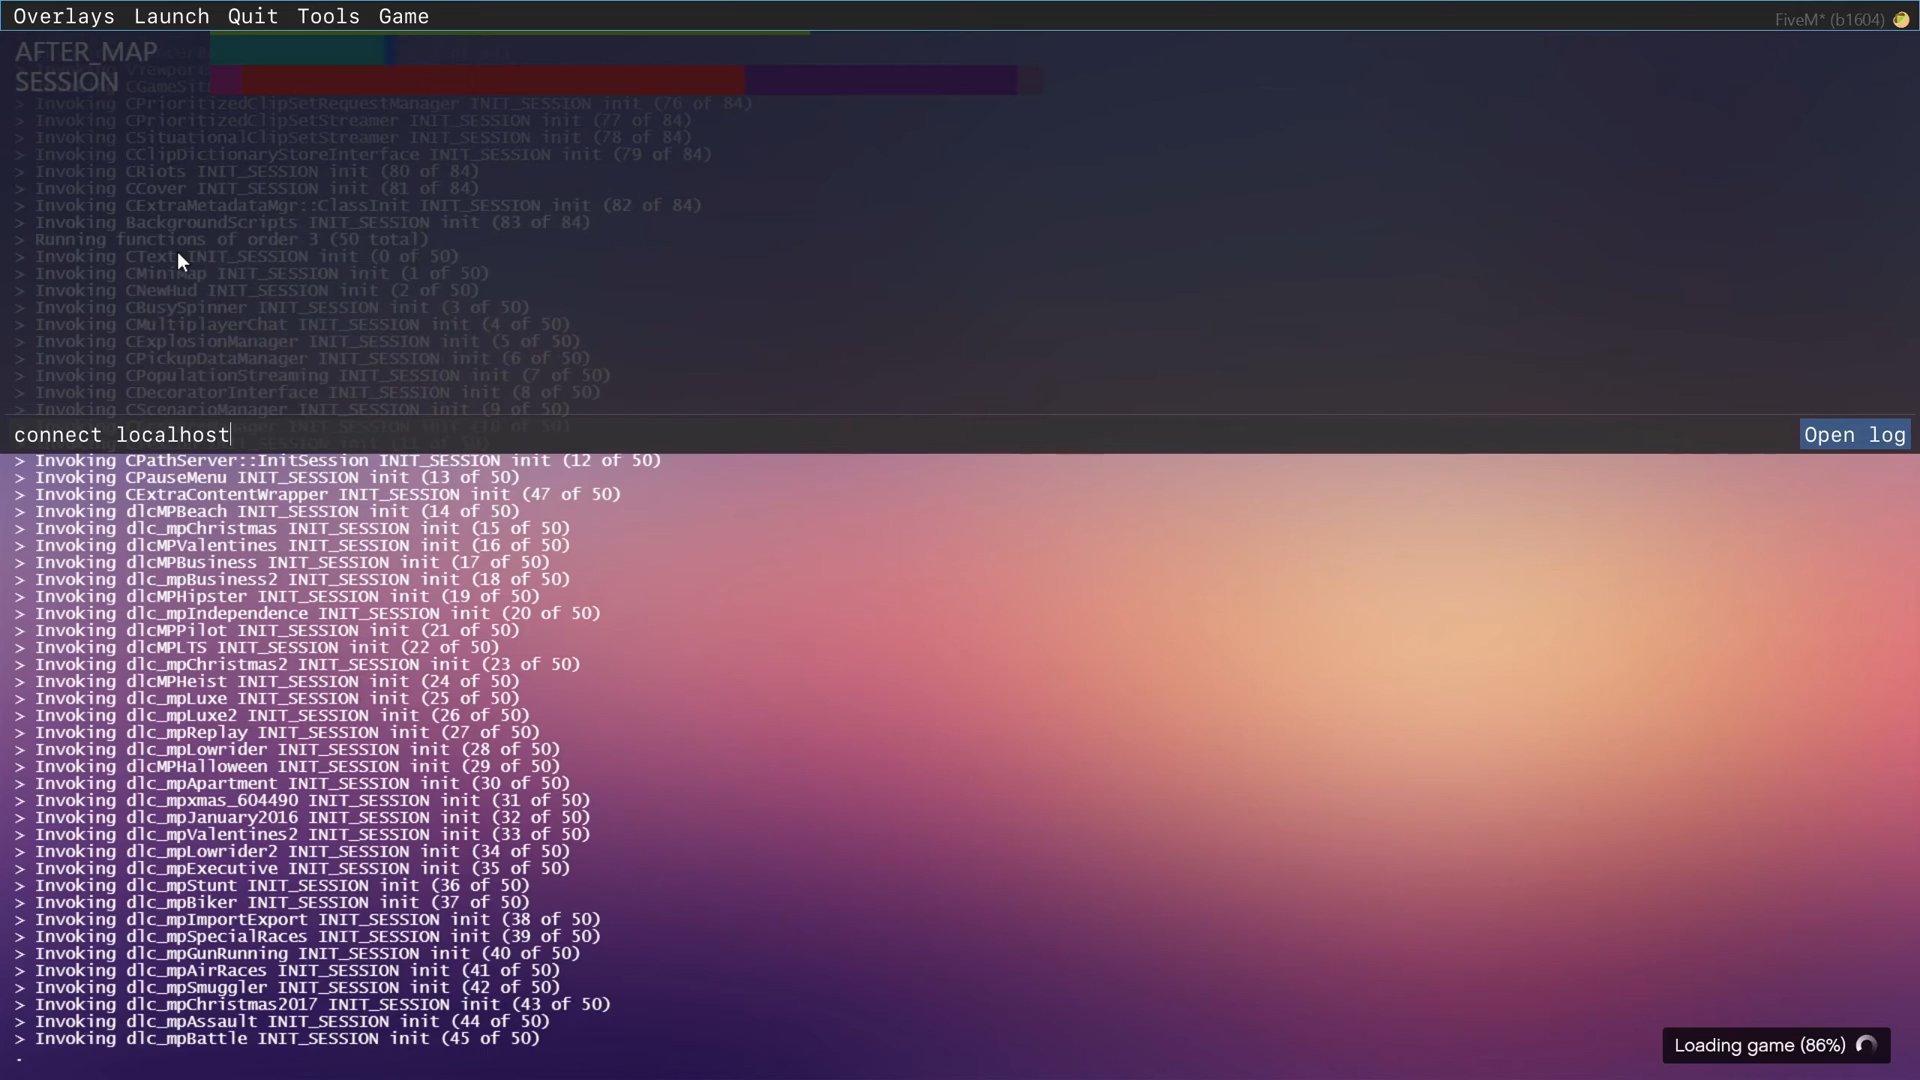 Overlays Launch Quit Tools Game
FiveM* (b1604)
AFTER_MAP
SESSION
> Invoking CPrioritizedClipSetRequestManager INIT_SESSION init (76 of 84)
> Invoking CPrioritizedClipSetStreamer INIT_SESSION init (77 of 84)
> Invoking CSituationalClipSetStreamer INIT_SESSION init (78 of 84)
> Invoking CClipDictionaryStoreInterface INIT_SESSION init (79 of 84)
> Invoking CRiots INIT_SESSION init (80 of 84)
> Invoking CCover INIT_SESSION init (81 of 84)
> Invoking CExtraMetadataMgr::ClassInit INIT_SESSION init (82 of 84)
> Invoking BackgroundScripts INIT_SESSION init (83 of 84)
> Running functions of order 3 (50 total)
> Invoking CText INIT_SESSION init (0 of 50)
> Invoking CMiniMap INIT_SESSION init (1 of 50)
> Invoking CNewHud INIT_SESSION init (2 of 50)
> Invoking CBusySpinner INIT_SESSION init (3 of 50)
> Invoking CMultiplayerChat INIT_SESSION init (4 of 50)
> Invoking CExplosionManager INIT_SESSION init (5 of 50)
> Invoking CPickupDataManager INIT_SESSION init (6 of 50)
> Invoking CPopulationStreaming INIT_SESSION init (7 of 50)
> Invoking CDecoratorInterface INIT_SESSION init (8 of 50)
> Invoking CScenarioManager INIT_SESSION init (9 of 50)
connect localhost
Open log
> Invoking CPathServer::InitSession INIT_SESSION init (12 of 50)
> Invoking CPauseMenu INIT_SESSION init (13 of 50)
> Invoking CExtraContentWrapper INIT_SESSION init (47 of 50)
> Invoking dlcMPBeach INIT_SESSION init (14 of 50)
> Invoking dlc_mpChristmas INIT_SESSION init (15 of 50)
> Invoking dlcMPValentines INIT_SESSION init (16 of 50)
> Invoking dlcMPBusiness INIT_SESSION init (17 of 50)
> Invoking dlc_mpBusiness2 INIT_SESSION init (18 of 50)
> Invoking dlcMPHipster INIT_SESSION init (19 of 50)
> Invoking dlc_mpIndependence INIT_SESSION init (20 of 50)
> Invoking dlcMPPilot INIT_SESSION init (21 of 50)
> Invoking dlcMPLTS INIT_SESSION init (22 of 50)
> Invoking dlc_mpChristmas2 INIT_SESSION init (23 of 50)
> Invoking dlcMPHeist INIT_SESSION init (24 of 50)
> Invoking dlc_mpLuxe INIT_SESSION init (25 of 50)
> Invoking dlc_mpLuxe2 INIT_SESSION init (26 of 50)
> Invoking dlc_mpReplay INIT_SESSION init (27 of 50)
> Invoking dlc_mpLowrider INIT_SESSION init (28 of 50)
> Invoking dlcMPHalloween INIT_SESSION init (29 of 50)
> Invoking dlc_mpApartment INIT_SESSION init (30 of 50)
> Invoking dlc_mpxmas_604490 INIT_SESSION init (31 of 50)
> Invoking dlc_mpJanuary2016 INIT_SESSION init (32 of 50)
> Invoking dlc_mpValentines2 INIT_SESSION init (33 of 50)
> Invoking dlc_mpLowrider2 INIT_SESSION init (34 of 50)
> Invoking dlc_mpExecutive INIT_SESSION init (35 of 50)
> Invoking dlc_mpStunt INIT_SESSION init (36 of 50)
> Invoking dlc_mpBiker INIT_SESSION init (37 of 50)
> Invoking dlc_mpImportExport INIT_SESSION init (38 of 50)
> Invoking dlc_mpSpecialRaces INIT_SESSION init (39 of 50)
> Invoking dlc_mpGunRunning INIT_SESSION init (40 of 50)
> Invoking dlc_mpAirRaces INIT_SESSION init (41 of 50)
> Invoking dlc_mpSmuggler INIT_SESSION init (42 of 50)
> Invoking dlc_mpChristmas2017 INIT_SESSION init (43 of 50)
> Invoking dlc_mpAssault INIT_SESSION init (44 of 50)
> Invoking dlc_mpBattle INIT_SESSION init (45 of 50)
Loading game (86%)